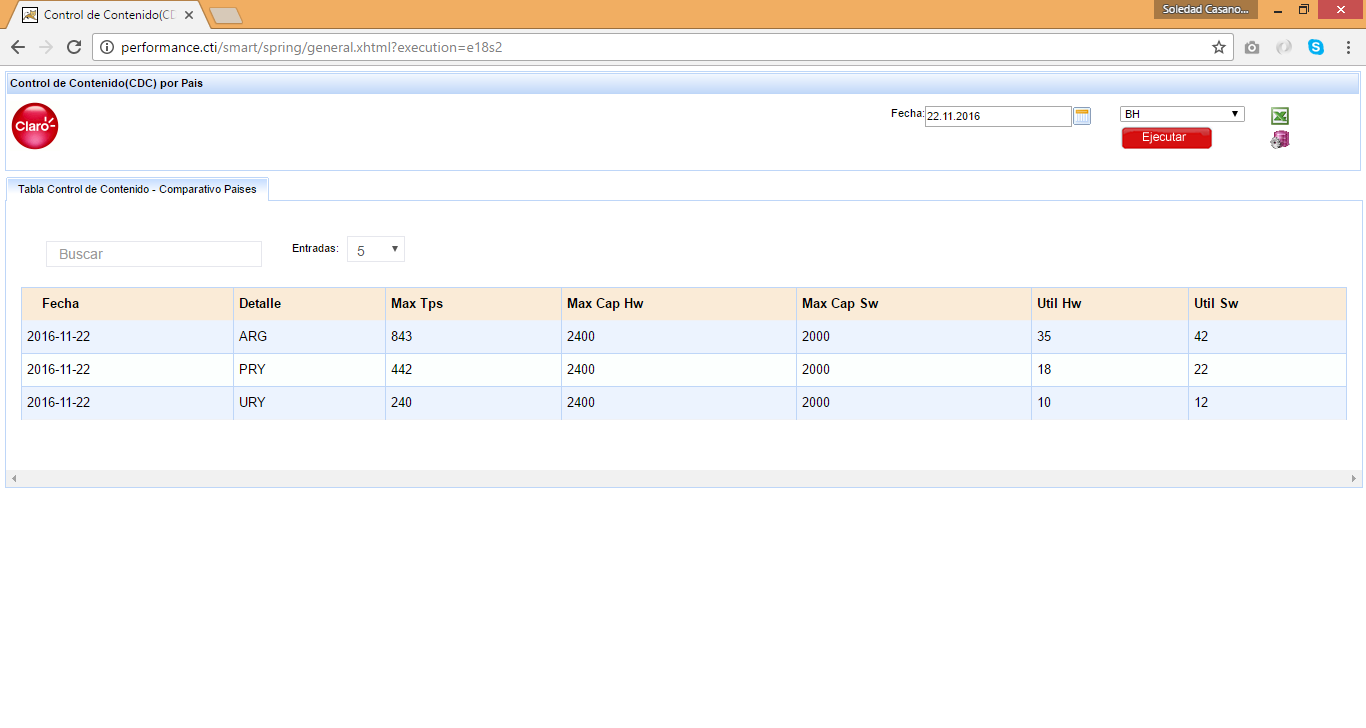 Control de Contenido(CD
Soledad Casano...
performance.cti/smart/spring/general.xhtml?execution=e18s2
Control de Contenido(CDC) por Pais
Claro
Fecha: 22.11.2016 BH
Ejecutar
Tabla Control de Contenido - Comparativo Paises
Buscar Entradas: 5
Fecha Detalle Max Tps Max Cap Hw Max Cap Sw Util Hw Util Sw
2016-11-22 ARG 843 2400 2000 35 42
2016-11-22 PRY 442 2400 2000 18 22
2016-11-22 URY 240 2400 2000 10 12